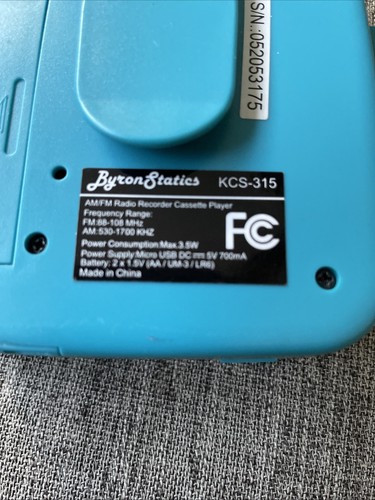 S/N.:052053175
ByronStatics KCS-315
AM/FM Radio Recorder Cassette Player
Frequency Range:
FM:88-108 MHz
AM:530-1700 KHZ
Power Consumption:Max.3.5W
Power Supply:Micro USB DC⎓5V 700mA
Battery: 2 x 1.5V (AA / UM-3 / LR6)
Made in China
FC